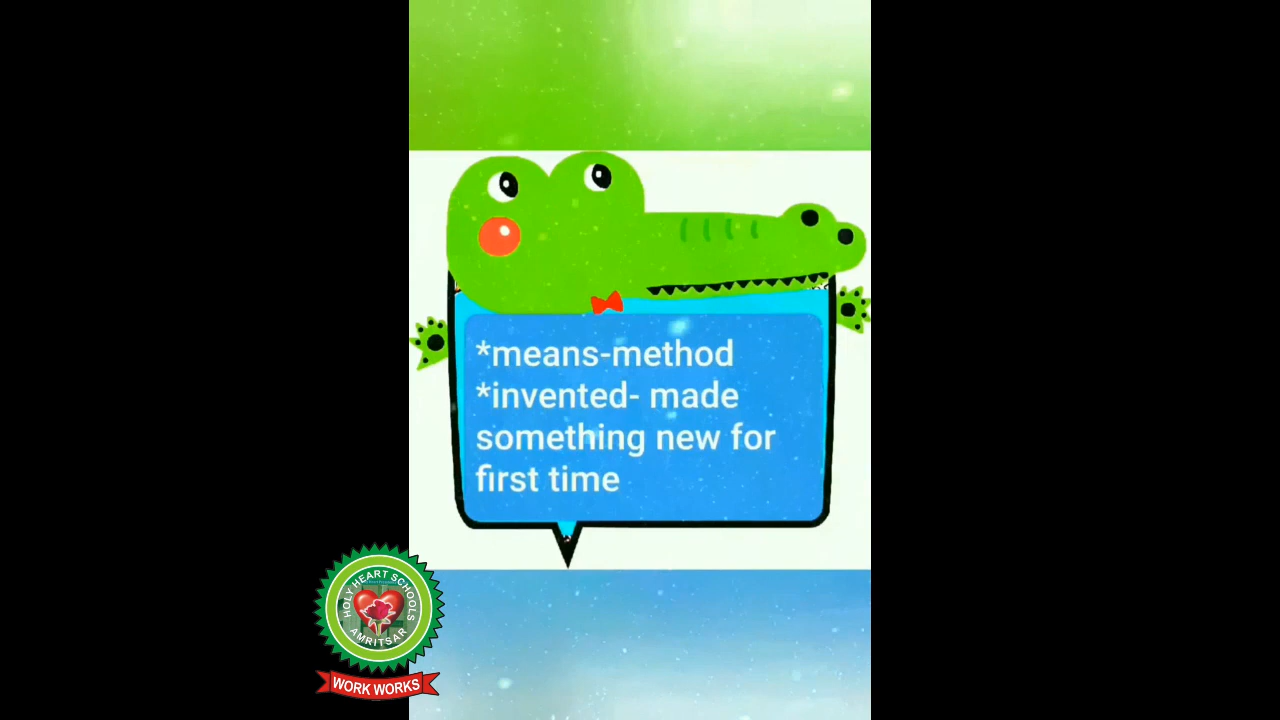 *means-method
*invented- made
something new for
first time
HOLY HEART SCHOOLS
AMRITSAR
WORK WORKS